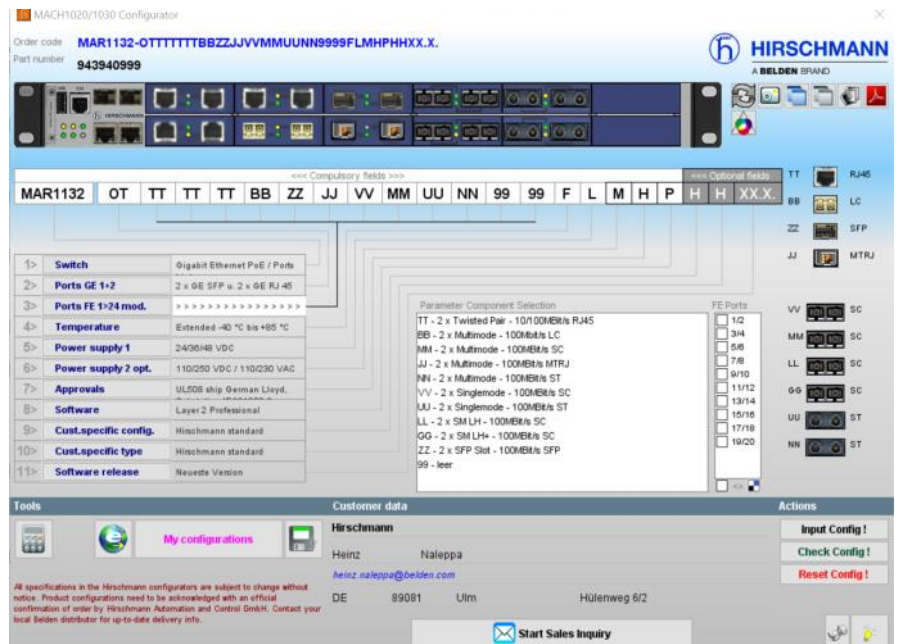 MACH1020/1030 Configurator
Order code MAR1132-OTTTTTTTBBZZJJVVMMUUNN9999FLMHPHHXX.X.
Part number 943940999
HIRSCHMANN
A BELDEN BRAND
<<< Compulsory fields >>>
<<< Optional fields
MAR1132 OT TT TT TT BB ZZ JJ VV MM UU NN 99 99 F L M H P H H XX.X.
TT RJ45
BB LC
ZZ SFP
JJ MTRJ
VV SC
MM SC
LL SC
GG SC
UU ST
NN ST
1> Switch Gigabit Ethernet PoE / Ports
2> Ports GE 1+2 2 x GE SFP u. 2 x GE RJ 45
3> Ports FE 1>24 mod. > > > > > > > > > > > > > > > >
4> Temperature Extended -40 °C bis +85 °C
5> Power supply 1 24/36/48 VDC
6> Power supply 2 opt. 110/250 VDC / 110/230 VAC
7> Approvals UL508 ship German Lloyd,
8> Software Layer 2 Professional
9> Cust.specific config. Hirschmann standard
10> Cust.specific type Hirschmann standard
11> Software release Neueste Version
Parameter Component Selection
TT - 2 x Twisted Pair - 10/100MBit/s RJ45
BB - 2 x Multimode - 100Mbit/s LC
MM - 2 x Multimode - 100MBit/s SC
JJ - 2 x Multimode - 100MBit/s MTRJ
NN - 2 x Multimode - 100MBit/s ST
VV - 2 x Singlemode - 100MBit/s SC
UU - 2 x Singlemode - 100MBit/s ST
LL - 2 x SM LH - 100MBit/s SC
GG - 2 x SM LH+ - 100MBit/s SC
ZZ - 2 x SFP Slot - 100MBit/s SFP
99 - leer
FE Ports
1/2
3/4
5/6
7/8
9/10
11/12
13/14
15/16
17/18
19/20
<>
Tools
My configurations
All specifications in the Hirschmann configurators are subject to change without
notice. Product configurations need to be acknowledged with an official
confirmation of order by Hirschmann Automation and Control GmbH. Contact your
local Belden distributor for up-to-date delivery info.
Customer data
Hirschmann
Heinz Naleppa
heinz.naleppa@belden.com
DE 89081 Ulm Hülenweg 6/2
Start Sales Inquiry
Actions
Input Config !
Check Config !
Reset Config !